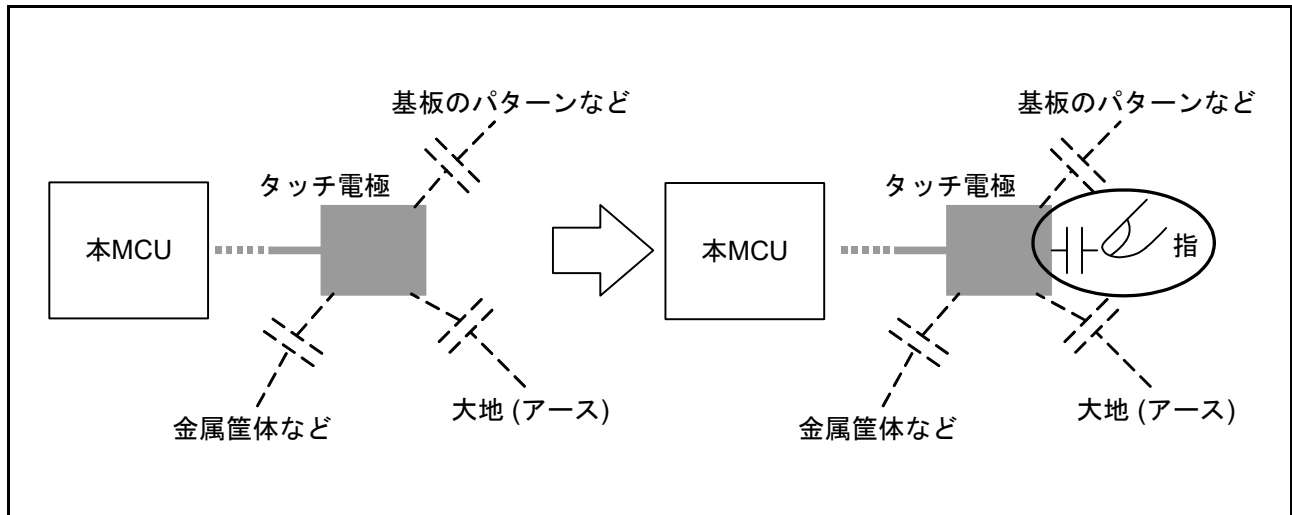 基板のパターンなど
タッチ電極
本MCU
金属筐体など
大地 (アース)
基板のパターンなど
タッチ電極
本MCU
指
金属筐体など
大地 (アース)